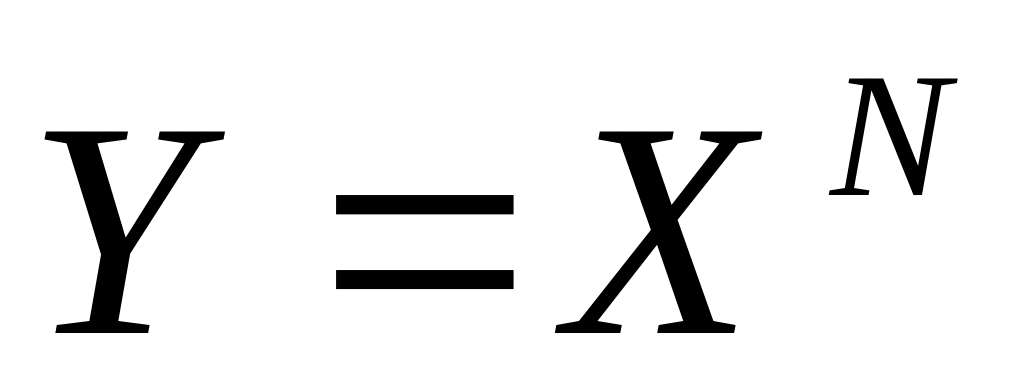 Y = X^N